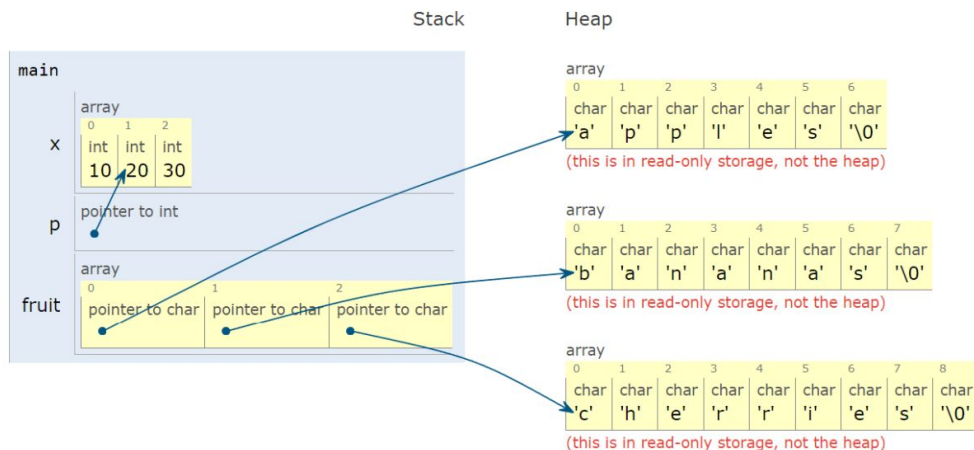 Stack Heap
main
x
array
0 1 2
int int int
10 20 30
p
pointer to int
fruit
array
0 1 2
pointer to char pointer to char pointer to char
array
0 1 2 3 4 5 6
char char char char char char char
'a' 'p' 'p' 'l' 'e' 's' '\0'
(this is in read-only storage, not the heap)
array
0 1 2 3 4 5 6 7
char char char char char char char char
'b' 'a' 'n' 'a' 'n' 'a' 's' '\0'
(this is in read-only storage, not the heap)
array
0 1 2 3 4 5 6 7 8
char char char char char char char char char
'c' 'h' 'e' 'r' 'r' 'i' 'e' 's' '\0'
(this is in read-only storage, not the heap)